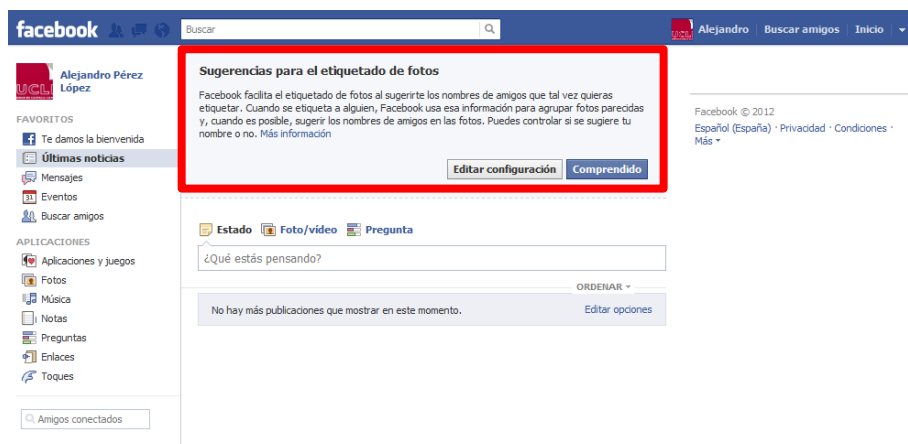 facebook
Buscar
Alejandro
Buscar amigos
Inicio
Alejandro Pérez
López
FAVORITOS
Te damos la bienvenida
Últimas noticias
Mensajes
31 Eventos
Buscar amigos
APLICACIONES
Aplicaciones y juegos
Fotos
Música
Notas
Preguntas
Enlaces
Toques
Amigos conectados
Sugerencias para el etiquetado de fotos
Facebook facilita el etiquetado de fotos al sugerirte los nombres de amigos que tal vez quieras
etiquetar. Cuando se etiqueta a alguien, Facebook usa esa información para agrupar fotos parecidas
y, cuando es posible, sugerir los nombres de amigos en las fotos. Puedes controlar si se sugiere tu
nombre o no. Más información
Editar configuración
Comprendido
Estado
Foto/vídeo
Pregunta
¿Qué estás pensando?
ORDENAR
No hay más publicaciones que mostrar en este momento.
Editar opciones
Facebook © 2012
Español (España) · Privacidad · Condiciones ·
Más